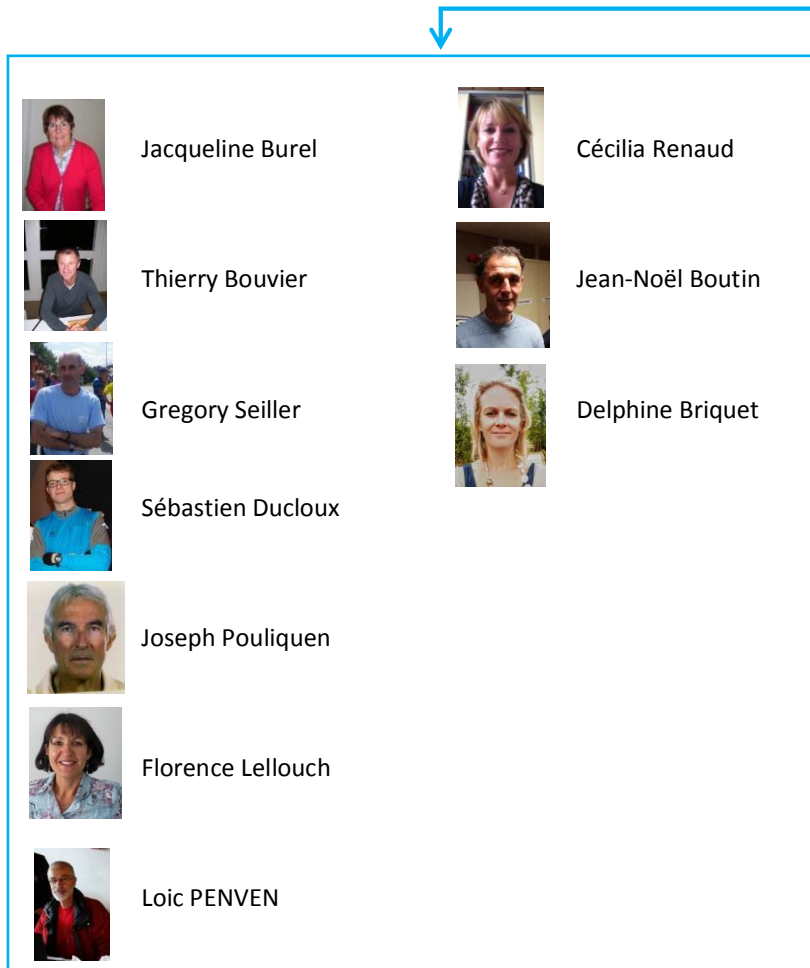 Jacqueline Burel
Thierry Bouvier
Gregory Seiller
Sébastien Ducloux
Joseph Pouliquen
Florence Lellouch
Loic PENVEN
Cécilia Renaud
Jean-Noël Boutin
Delphine Briquet